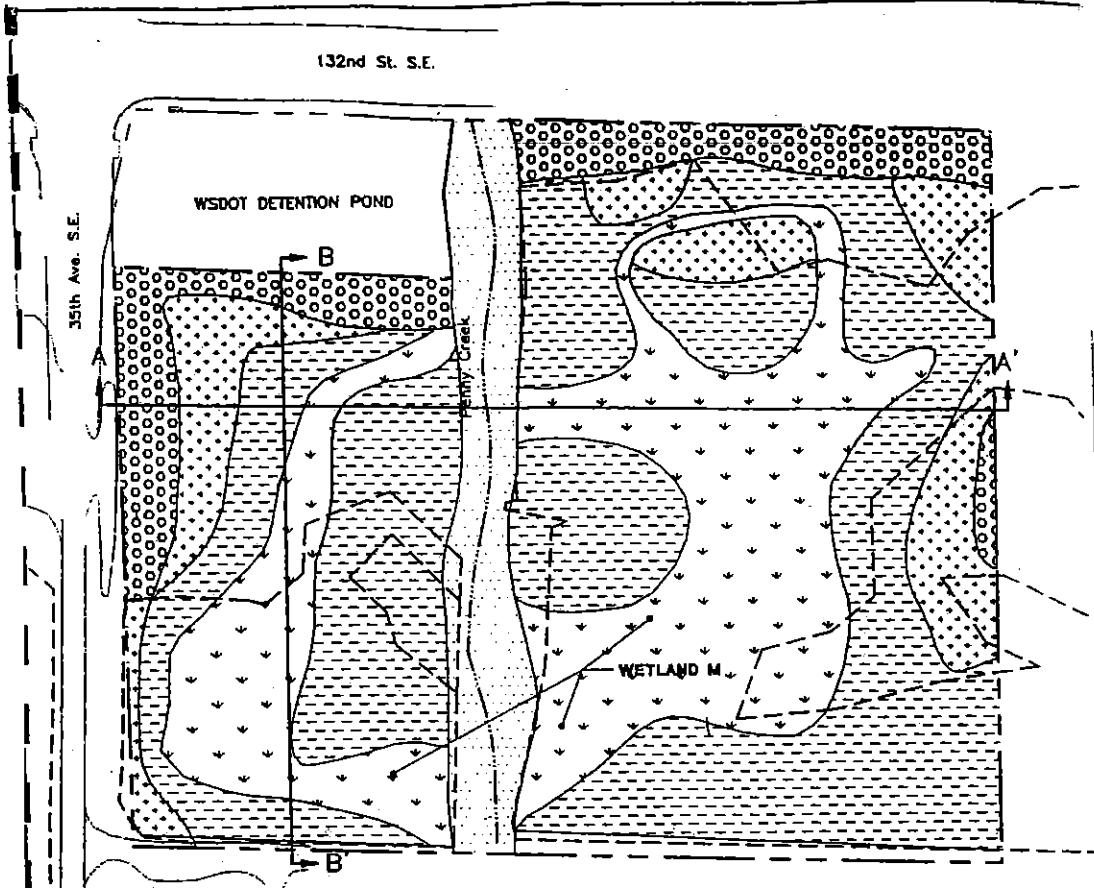 132nd St. S.E.
WSDOT DETENTION POND
35th Ave. S.E.
B
A
Penny Creek
A'
WETLAND M
B'